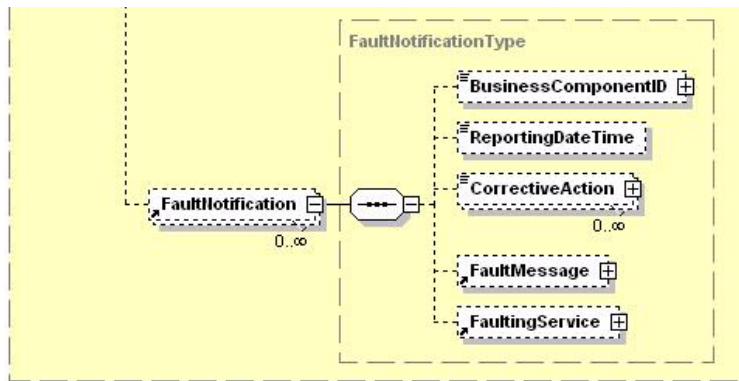 FaultNotificationType
BusinessComponentID
ReportingDateTime
CorrectiveAction
0..∞
FaultNotification
0..∞
FaultMessage
FaultingService